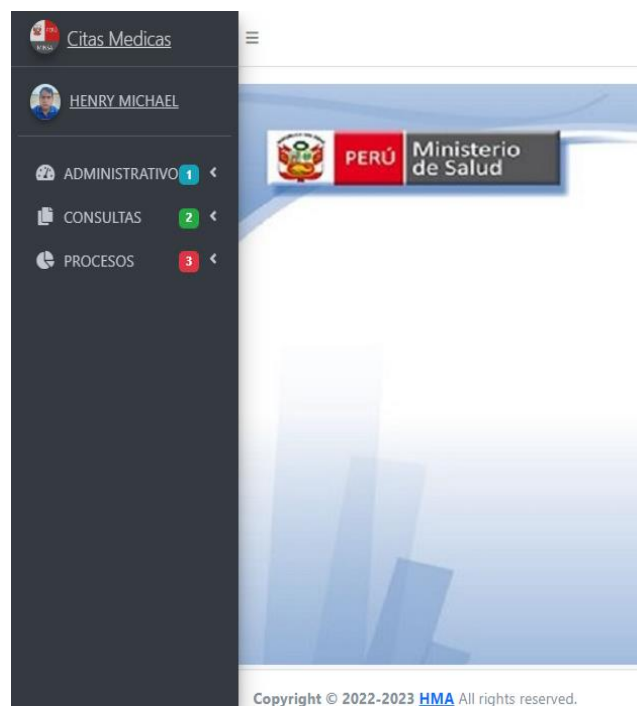 Citas Medicas
HENRY MICHAEL
ADMINISTRATIVO 1
CONSULTAS 2
PROCESOS 3
PERÚ
Ministerio
de Salud
Copyright © 2022-2023 HMA All rights reserved.